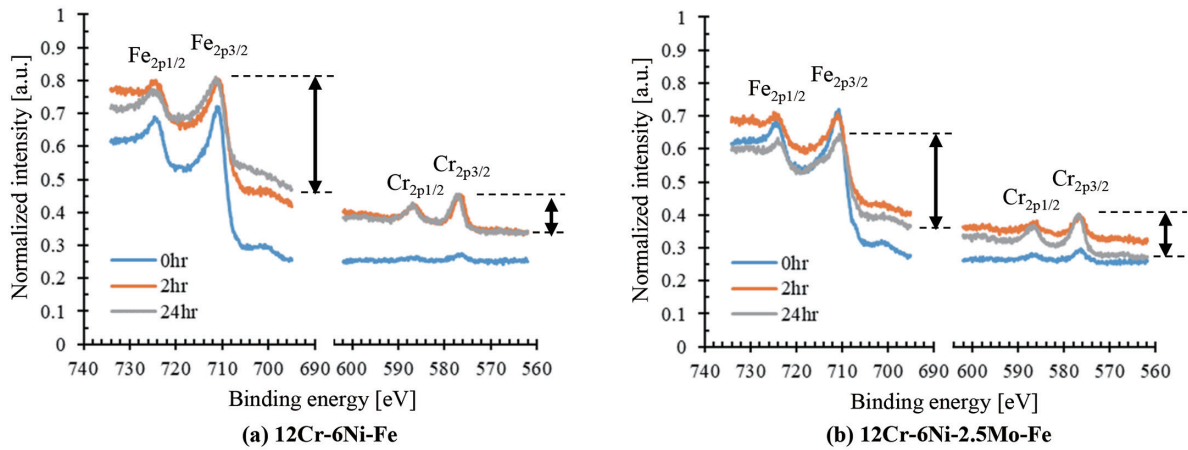 1
0.9
0.8
0.7
0.6
0.5
0.4
0.3
0.2
0.1
0
Normalized intensity [a.u.]
Fe2p1/2
Fe2p3/2
Cr2p1/2
Cr2p3/2
0hr
2hr
24hr
740 730 720 710 690 600 590 580 570 560
Binding energy [eV]
(a) 12Cr-6Ni-Fe
1
0.9
0.8
0.7
0.6
0.5
0.4
0.3
0.2
0.1
0
Normalized intensity [a.u.]
Fe2p1/2
Fe2p3/2
Cr2p1/2
Cr2p3/2
0hr
2hr
24hr
740 730 720 710 700 690 600 590 580 570 560
Binding energy [eV]
(b) 12Cr-6Ni-2.5Mo-Fe